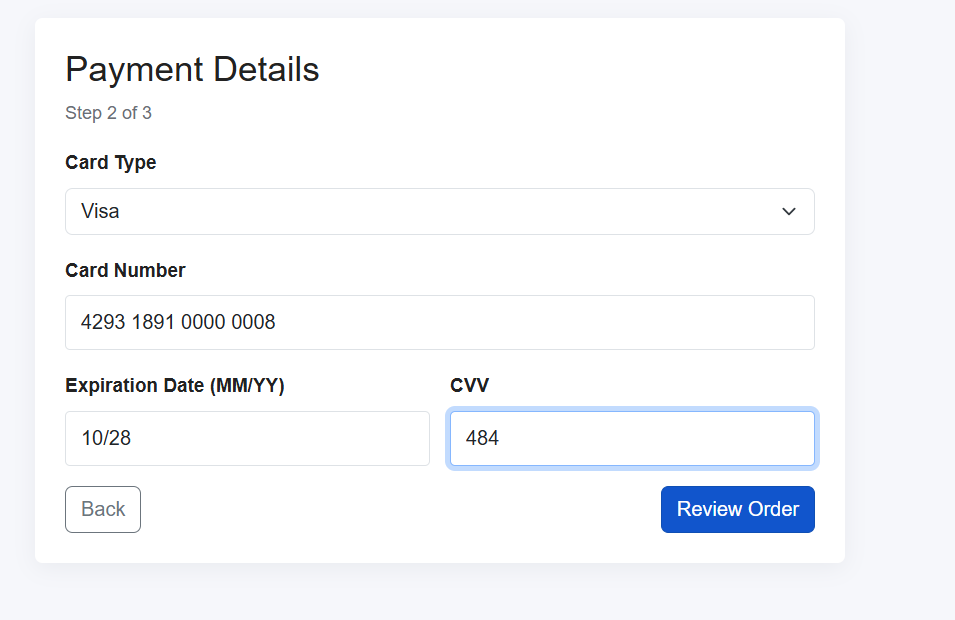 Payment Details
Step 2 of 3
Card Type
Visa
Card Number
4293 1891 0000 0008
Expiration Date (MM/YY) CVV
10/28 484
Back Review Order